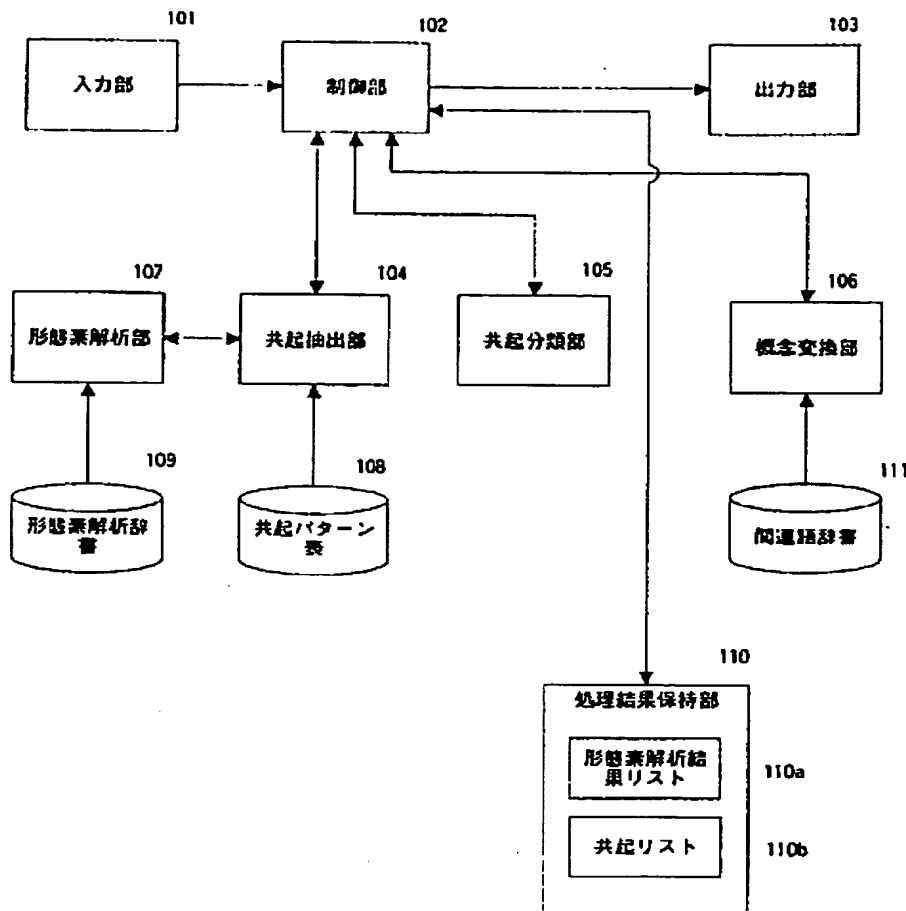 101
102
103
入力部
制御部
出力部
107
104
105
106
形態素解析部
共起抽出部
共起分類部
概念変換部
109
108
111
形態素解析辞
書
共起パターン
表
関連語辞書
110
処理結果保持部
形態素解析結
果リスト
110a
共起リスト
110b